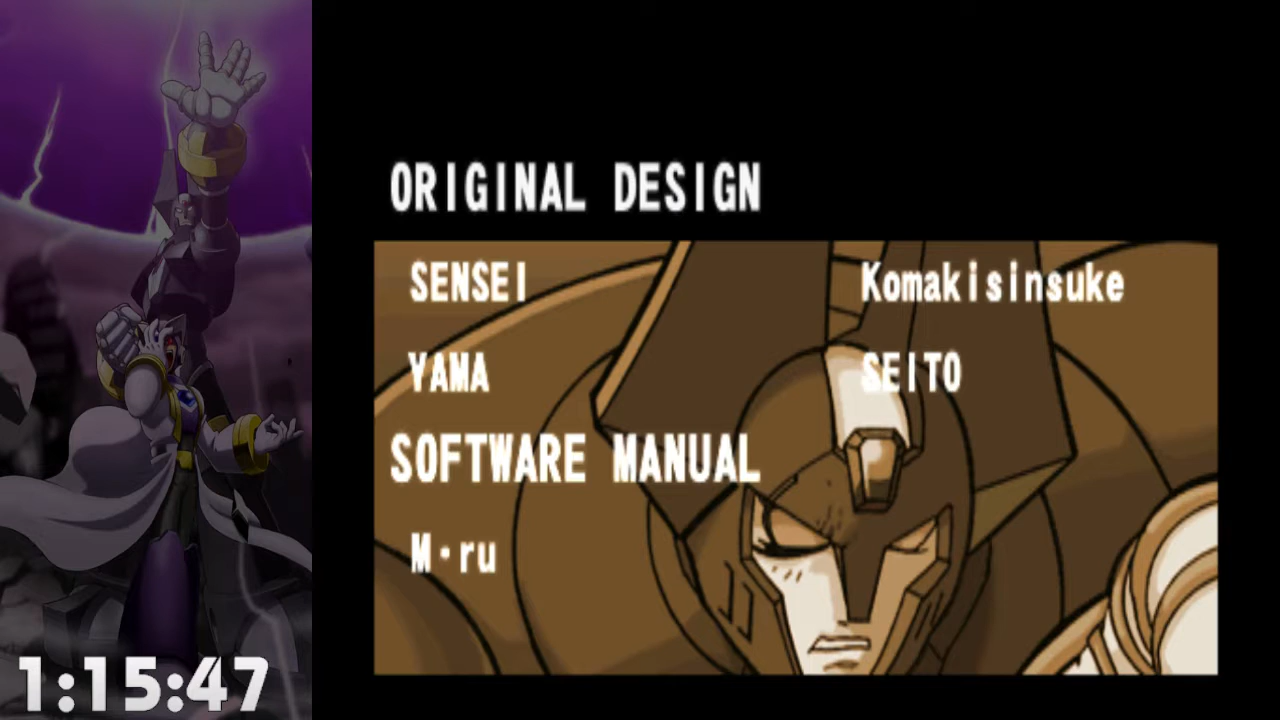 ORIGINAL DESIGN
SENSEI Komakisinsuke
YAMA SEITO
SOFTWARE MANUAL
M·ru
1:15:47